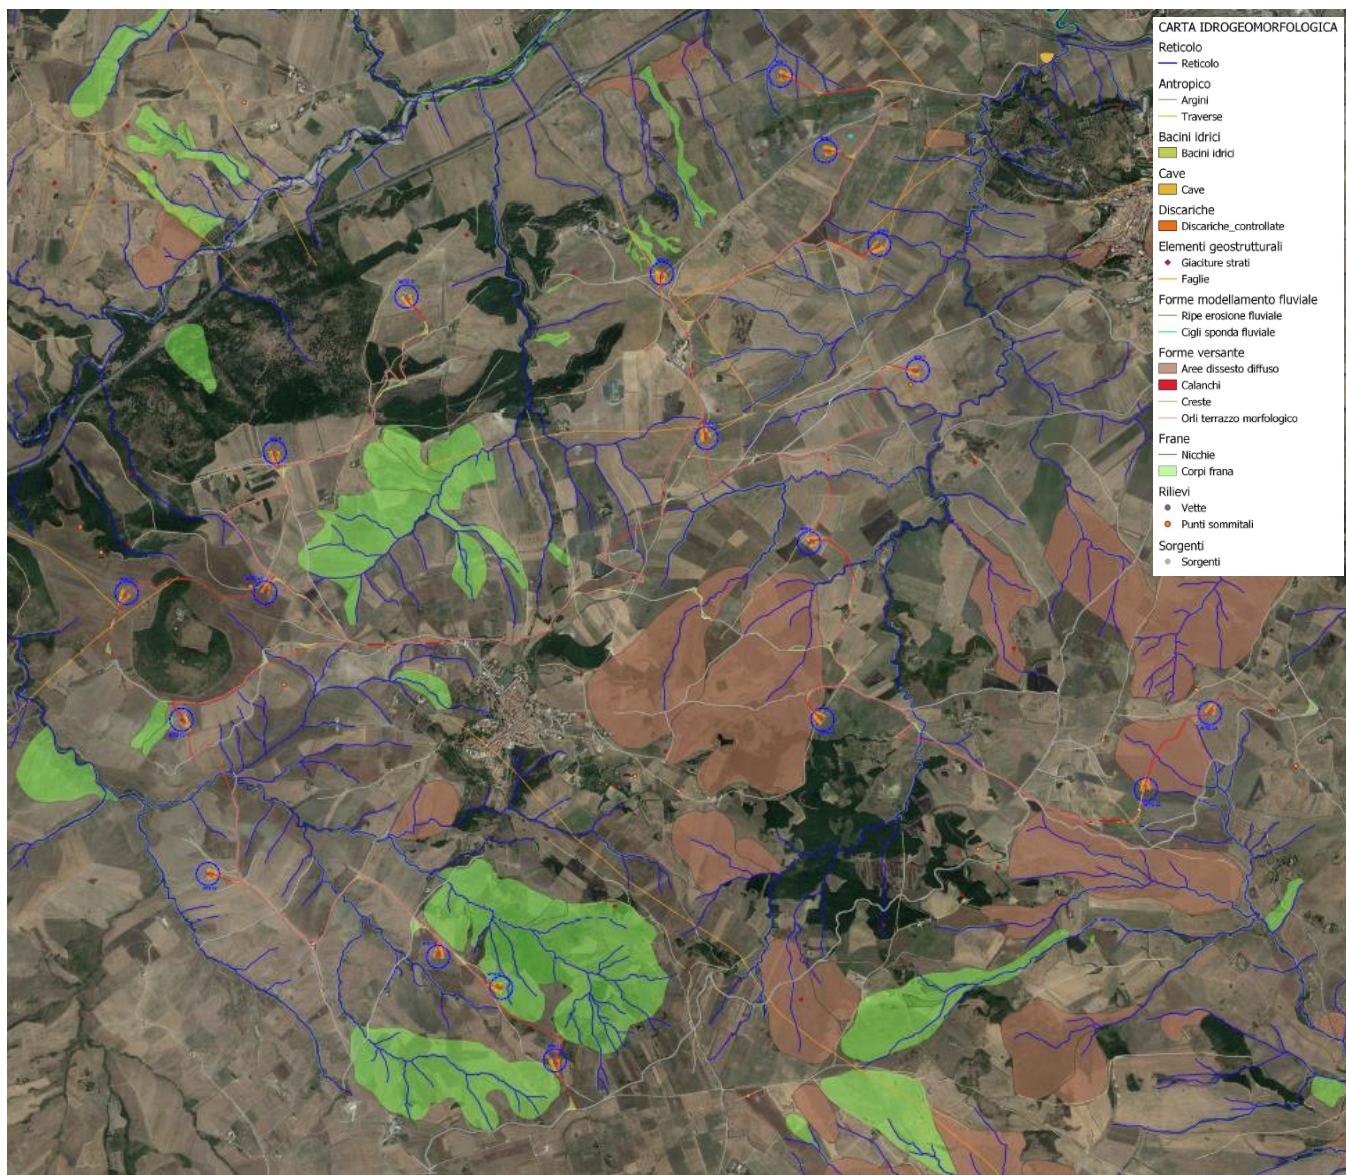 CARTA IDROGEOMORFOLOGICA
Reticolo
Reticolo
Antropico
Argini
Traverse
Bacini idrici
Bacini idrici
Cave
Cave
Discariche
Discariche_controllate
Elementi geostrutturali
Giaciture strati
Faglie
Forme modellamento fluviale
Ripe erosione fluviale
Cigli sponda fluviale
Forme versante
Aree dissesto diffuso
Calanchi
Creste
Orli terrazzo morfologico
Frane
Nicchie
Corpi frana
Rilievi
Vette
Punti sommitali
Sorgenti
Sorgenti